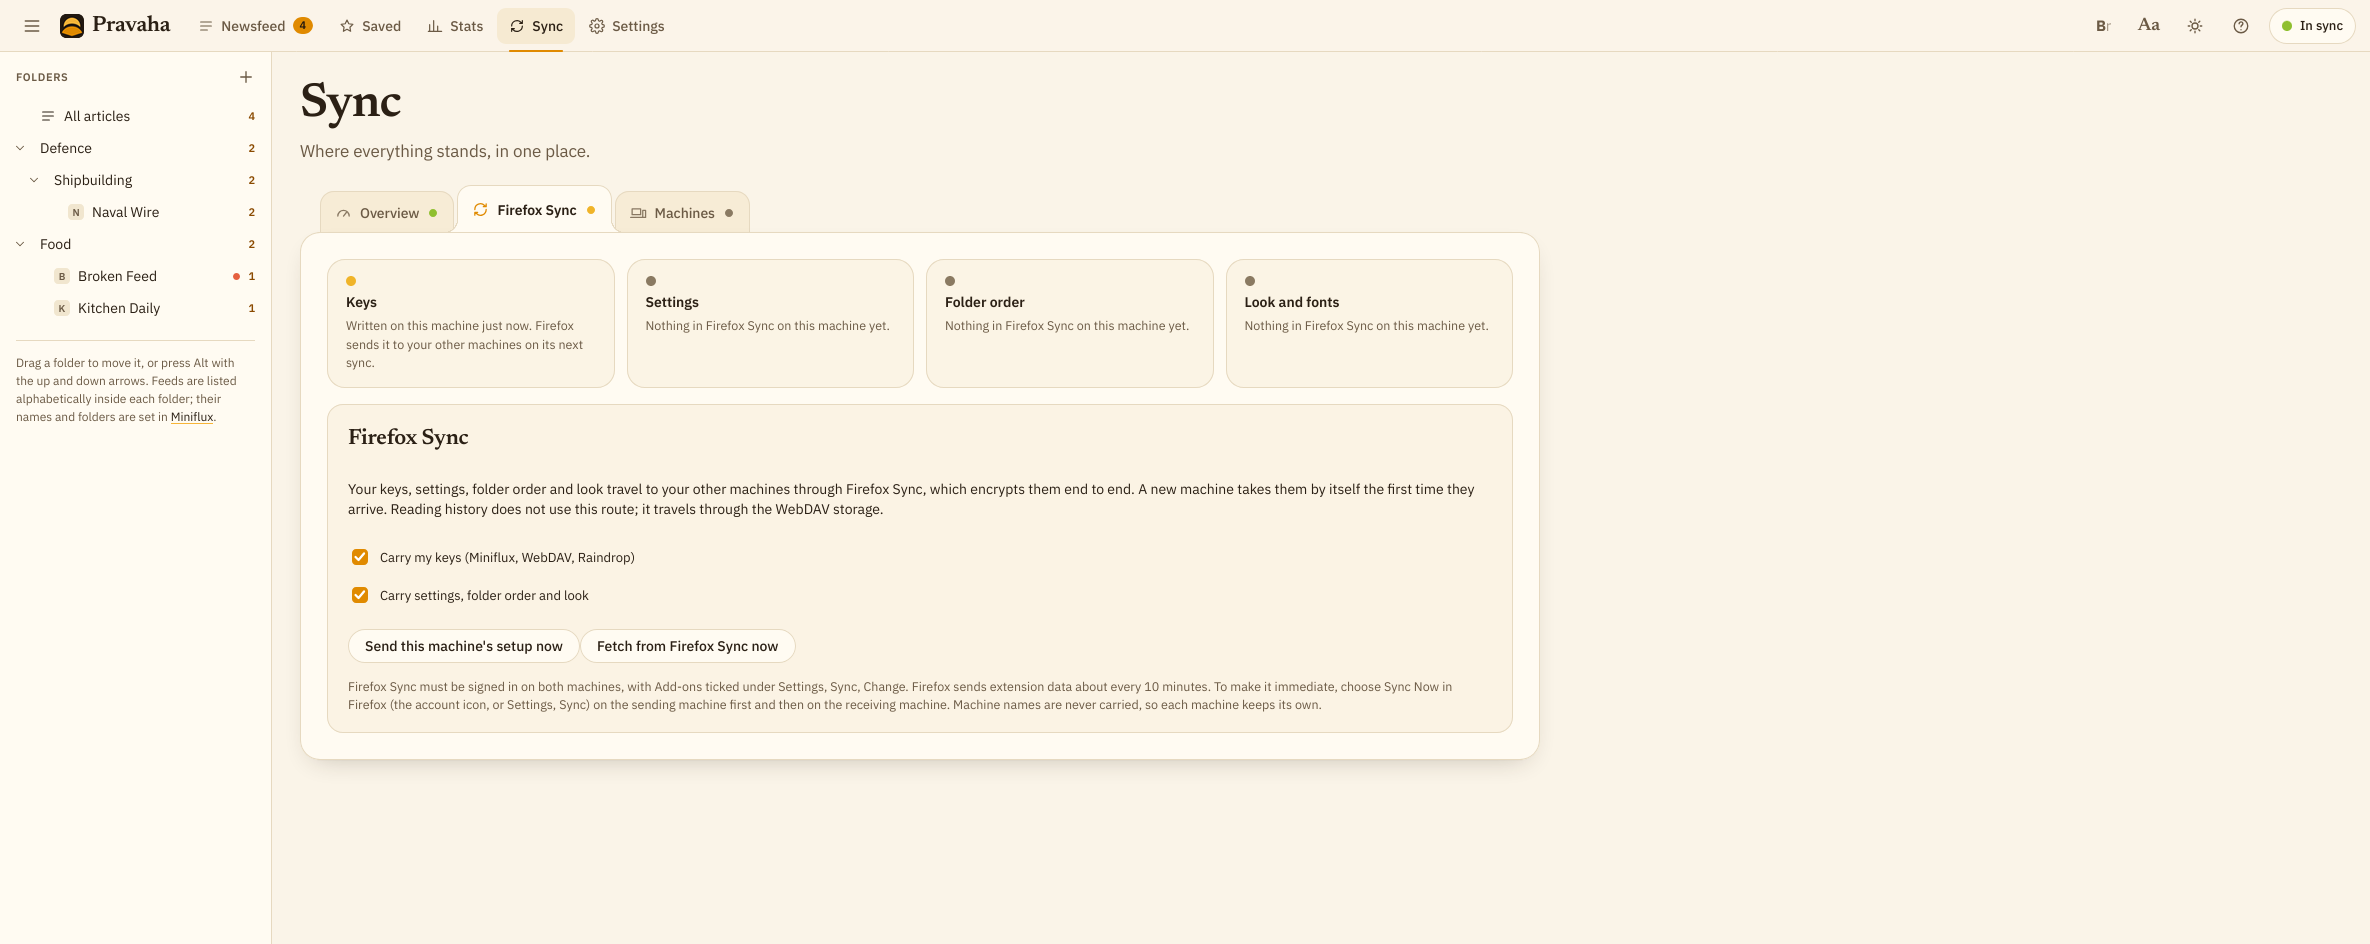 Pravaha
Newsfeed 4
Saved
Stats
Sync
Settings
Br
Aa
In sync
FOLDERS
All articles 4
Defence 2
Shipbuilding 2
N Naval Wire 2
Food 2
B Broken Feed 1
K Kitchen Daily 1
Drag a folder to move it, or press Alt with
the up and down arrows. Feeds are listed
alphabetically inside each folder; their
names and folders are set in Miniflux.
Sync
Where everything stands, in one place.
Overview
Firefox Sync
Machines
Keys
Written on this machine just now. Firefox
sends it to your other machines on its next
sync.
Settings
Nothing in Firefox Sync on this machine yet.
Folder order
Nothing in Firefox Sync on this machine yet.
Look and fonts
Nothing in Firefox Sync on this machine yet.
Firefox Sync
Your keys, settings, folder order and look travel to your other machines through Firefox Sync, which encrypts them end to end. A new machine takes them by itself the first time they
arrive. Reading history does not use this route; it travels through the WebDAV storage.
Carry my keys (Miniflux, WebDAV, Raindrop)
Carry settings, folder order and look
Send this machine's setup now
Fetch from Firefox Sync now
Firefox Sync must be signed in on both machines, with Add-ons ticked under Settings, Sync, Change. Firefox sends extension data about every 10 minutes. To make it immediate, choose Sync Now in
Firefox (the account icon, or Settings, Sync) on the sending machine first and then on the receiving machine. Machine names are never carried, so each machine keeps its own.